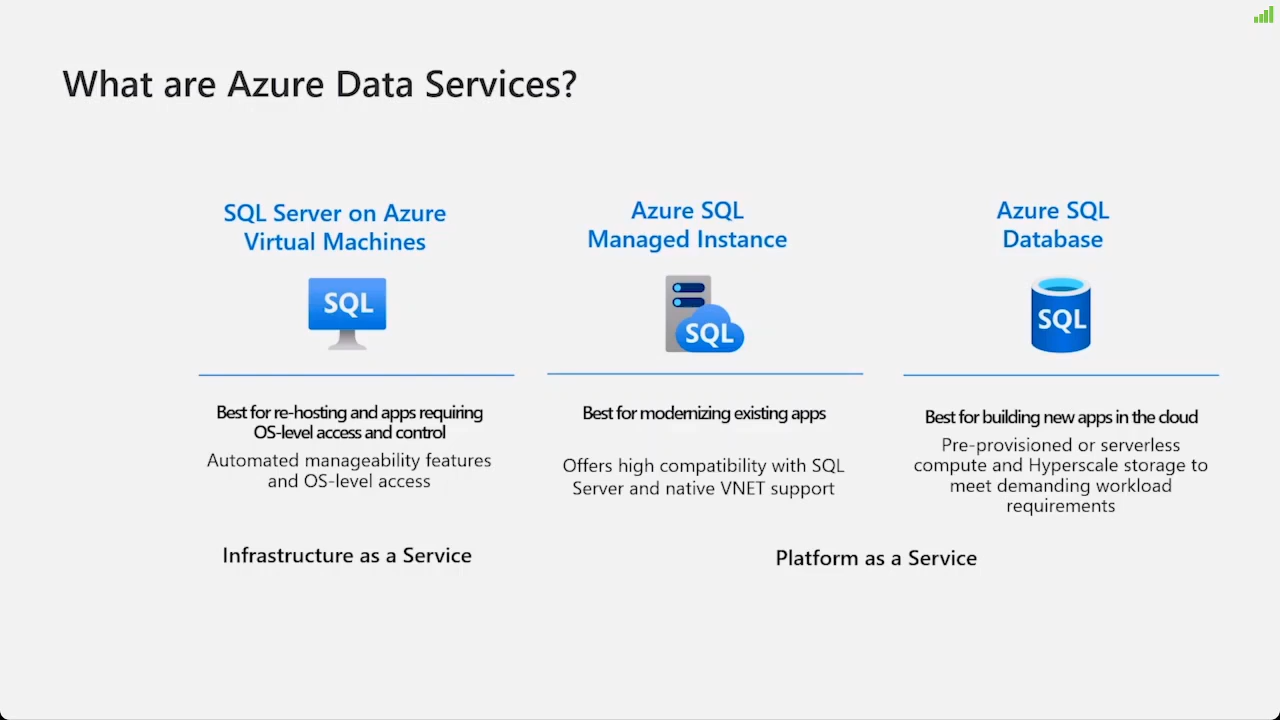 What are Azure Data Services?
SQL Server on Azure
Virtual Machines
SQL
Best for re-hosting and apps requiring
OS-level access and control
Automated manageability features
and OS-level access
Infrastructure as a Service
Azure SQL
Managed Instance
SQL
Best for modernizing existing apps
Offers high compatibility with SQL
Server and native VNET support
Azure SQL
Database
SQL
Best for building new apps in the cloud
Pre-provisioned or serverless
compute and Hyperscale storage to
meet demanding workload
requirements
Platform as a Service